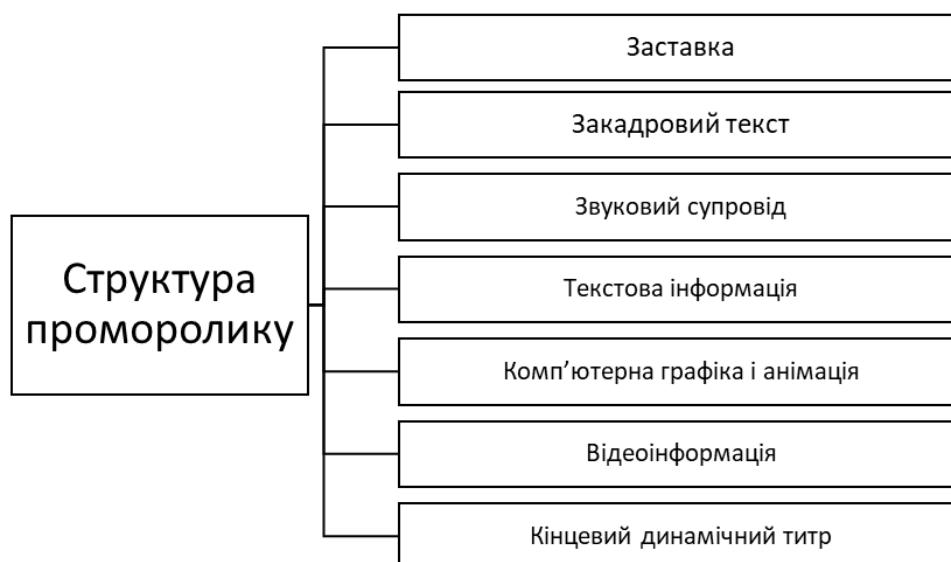 Структура
проморолику
Заставка
Закадровий текст
Звуковий супровід
Текстова інформація
Комп’ютерна графіка і анімація
Відеоінформація
Кінцевий динамічний титр